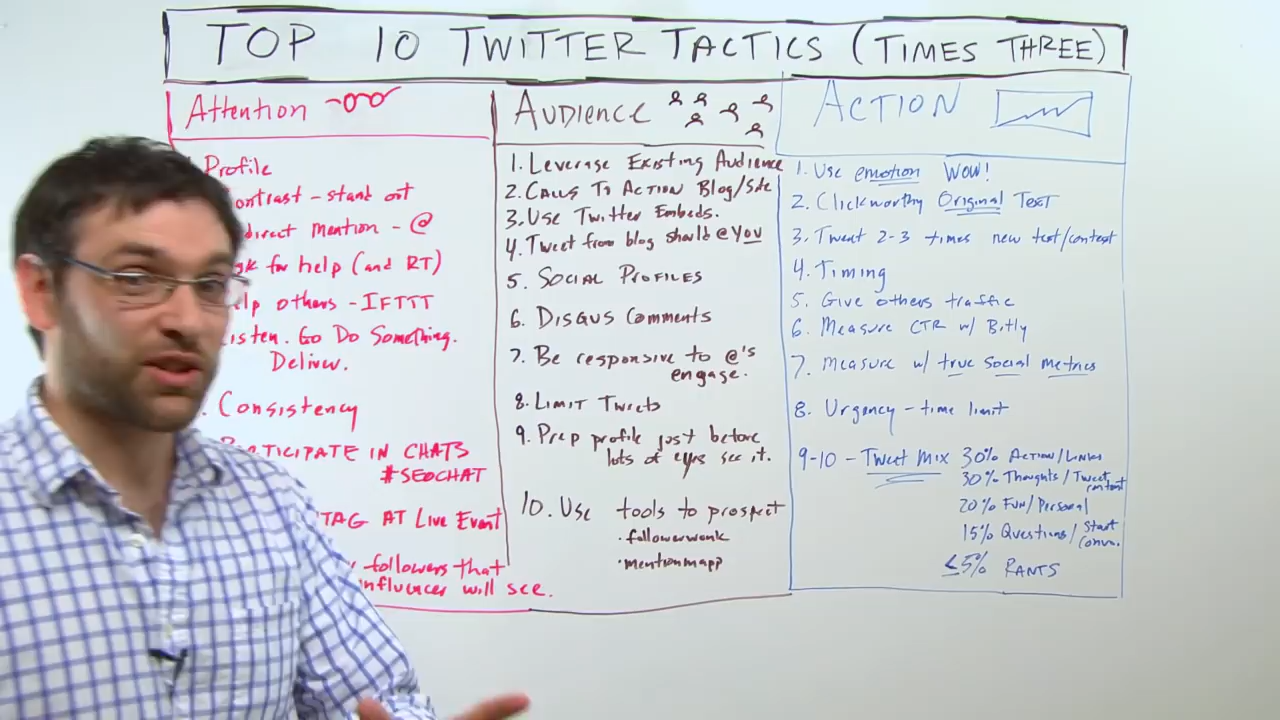 TOP 10 TWITTER TACTICS (TIMES THREE)
Attention
Profile
ontrast - stand out
direct mention - @
k for help (and RT)
elp others - IFTTT
isten. Go Do Something.
Deliver.
Consistency
ARTICIPATE IN CHATS
#SEOCHAT
TAG AT Live Event
followers that
influencer will see.
AUDIENCE
1. Leverage Existing Audience
2. CALLS TO ACTION Blog/Site
3. Use Twitter Embeds.
4. Tweet from blog should @YOU
5. SOCIAL PROFILES
6. DISQUS Comments
7. Be responsive to @'s
engage.
8. LIMIT Tweets
9. Prep profile just before
lots of eyes see it.
10. Use tools to prospect
• followerwonk
• mentionmapp
ACTION
1. Use emotion WOW!
2. Clickworthy Original Text
3. Tweet 2-3 times new text/context
4. Timing
5. Give others traffic
6. Measure CTR w/ Bitly
7. Measure w/ true social metrics
8. Urgency - time limit
9-10 - Tweet Mix 30% Action/Links
30% Thoughts/Tweet
content
20% Fun/Personal
15% Questions/Start
Convo.
≤5% RANTS